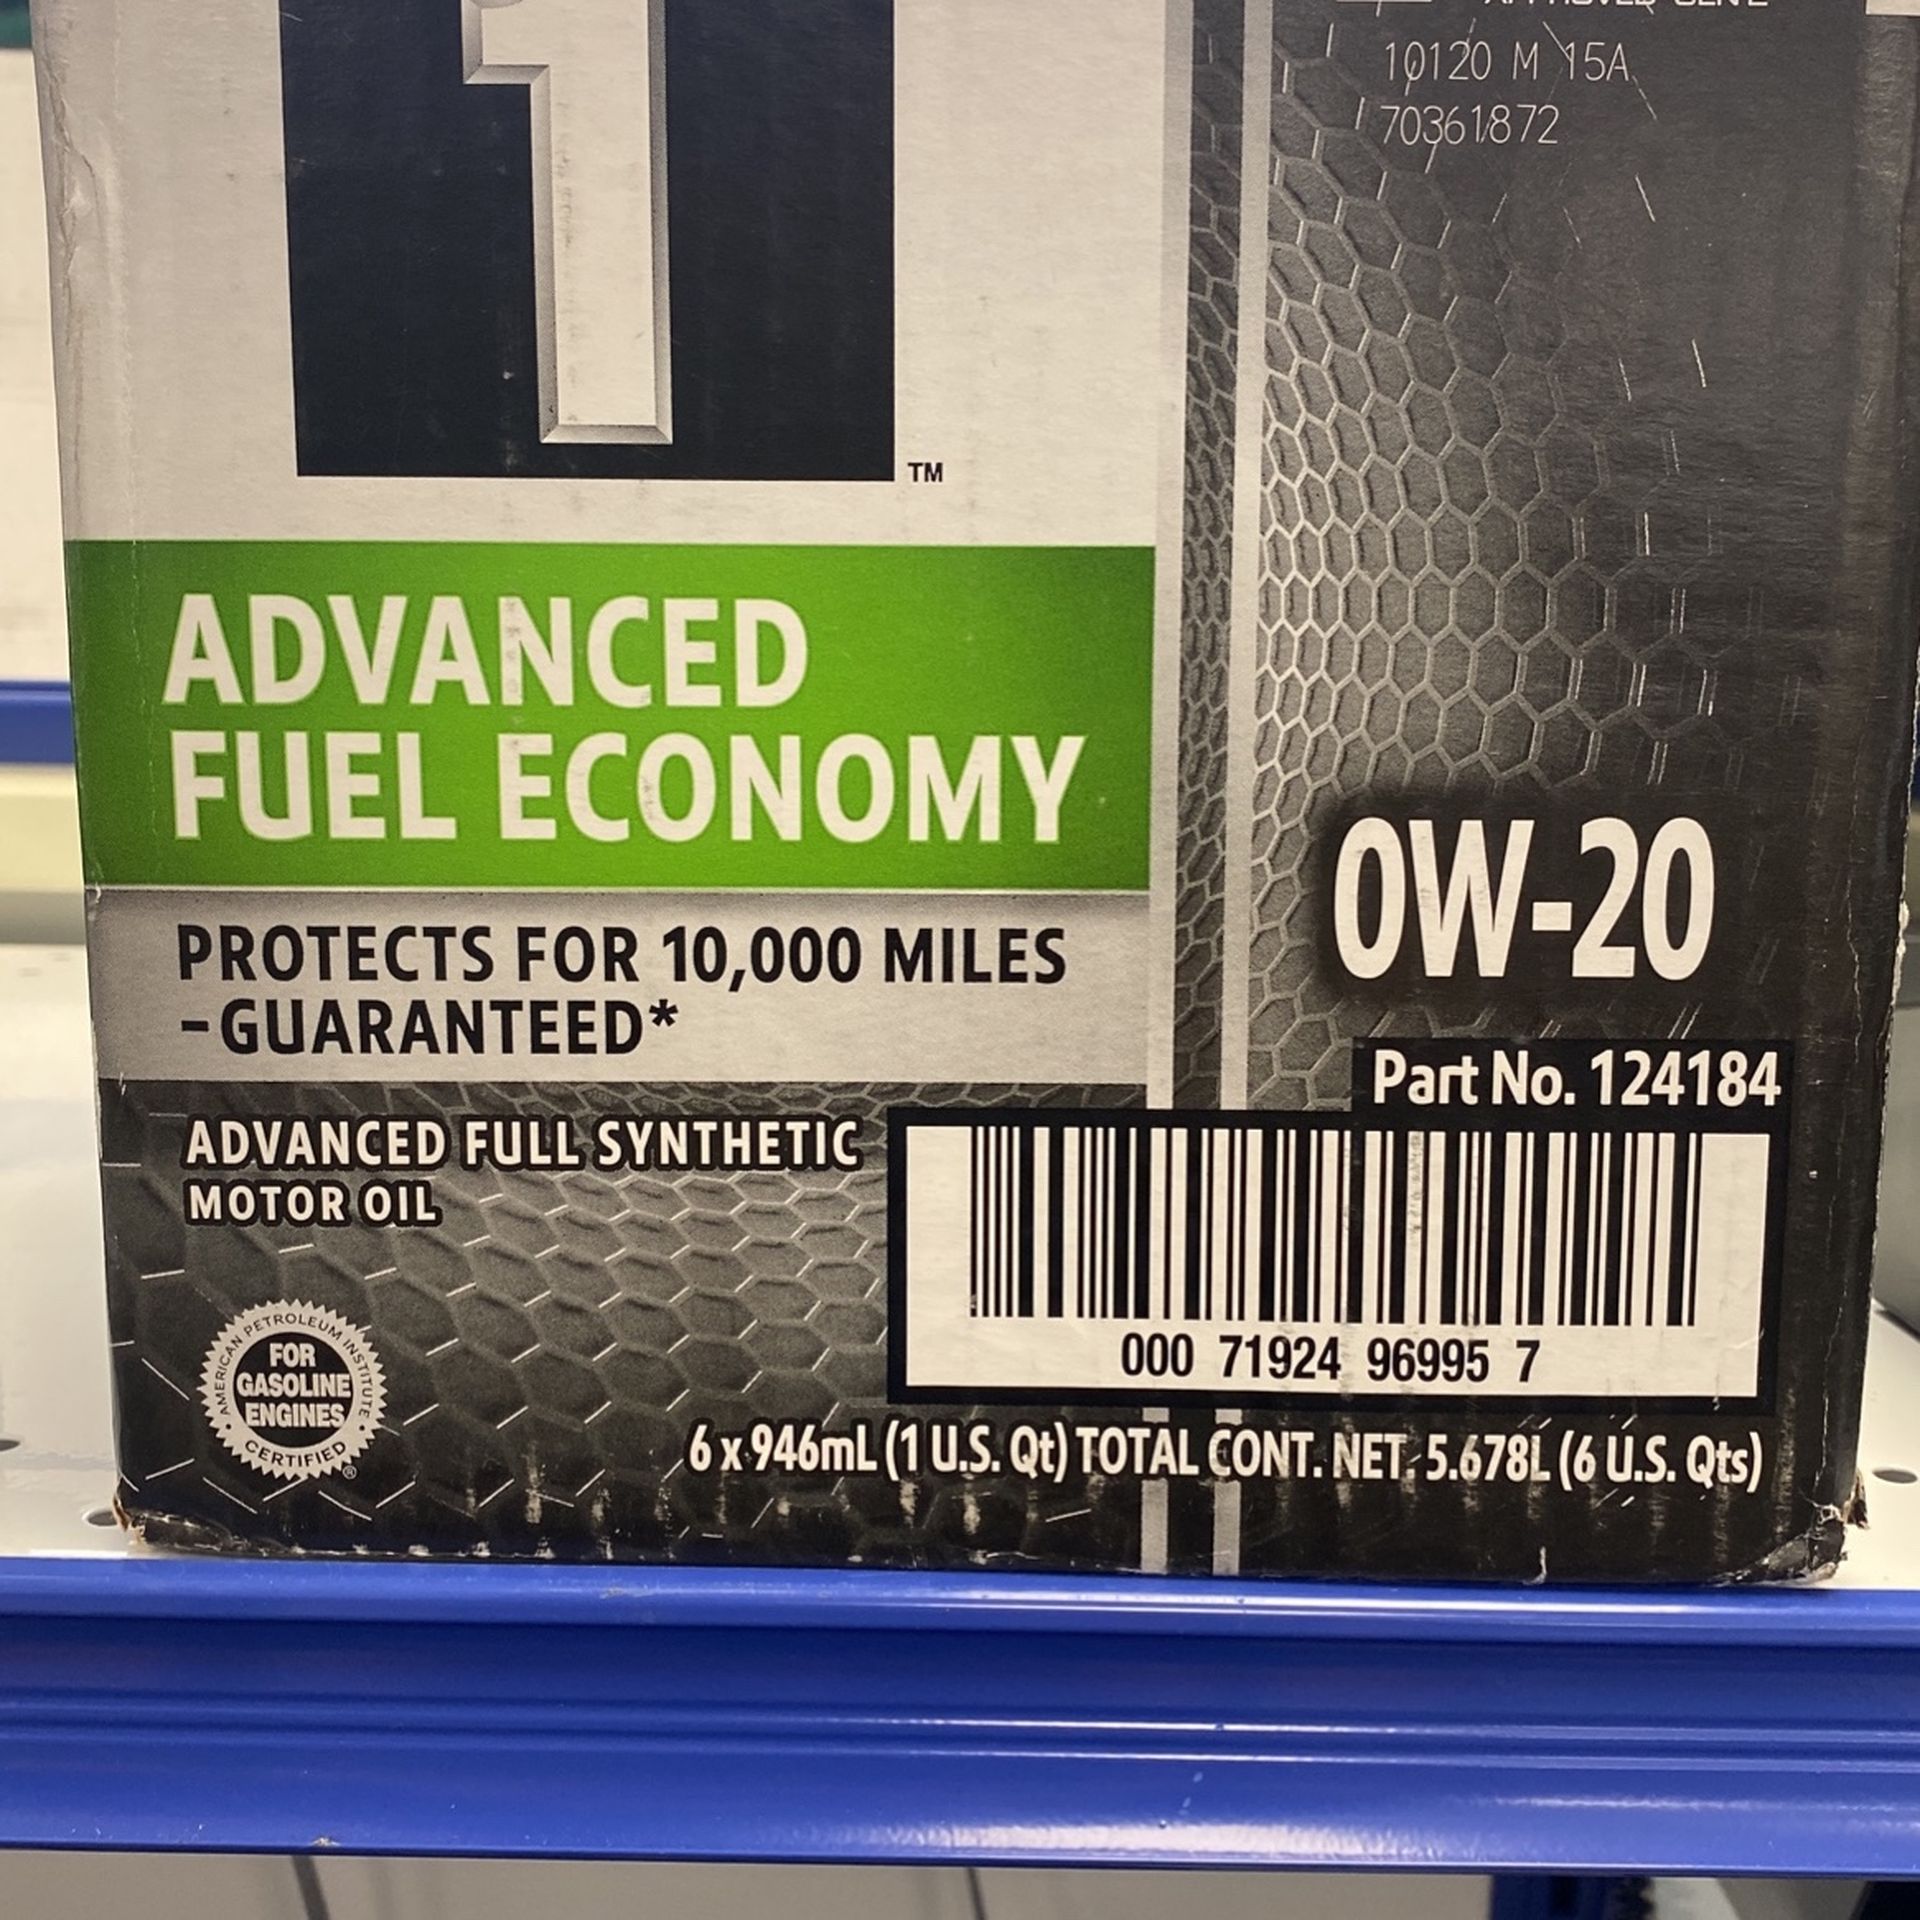 1
TM
10120 M 15A
70361872
ADVANCED
FUEL ECONOMY
PROTECTS FOR 10,000 MILES
-GUARANTEED*
0W-20
Part No. 124184
ADVANCED FULL SYNTHETIC
MOTOR OIL
000 71924 96995 7
AMERICAN PETROLEUM INSTITUTE
FOR
GASOLINE
ENGINES
CERTIFIED
®
6 x 946mL (1 U.S. Qt) TOTAL CONT. NET. 5.678L (6 U.S. Qts)